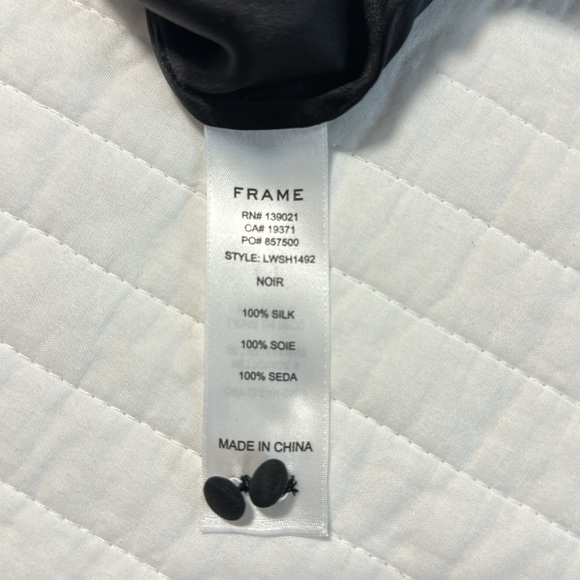 FRAME
RN# 139021
CA# 19371
PO# 857500
STYLE: LWSH1492
NOIR
100% SILK
100% SOIE
100% SEDA
MADE IN CHINA